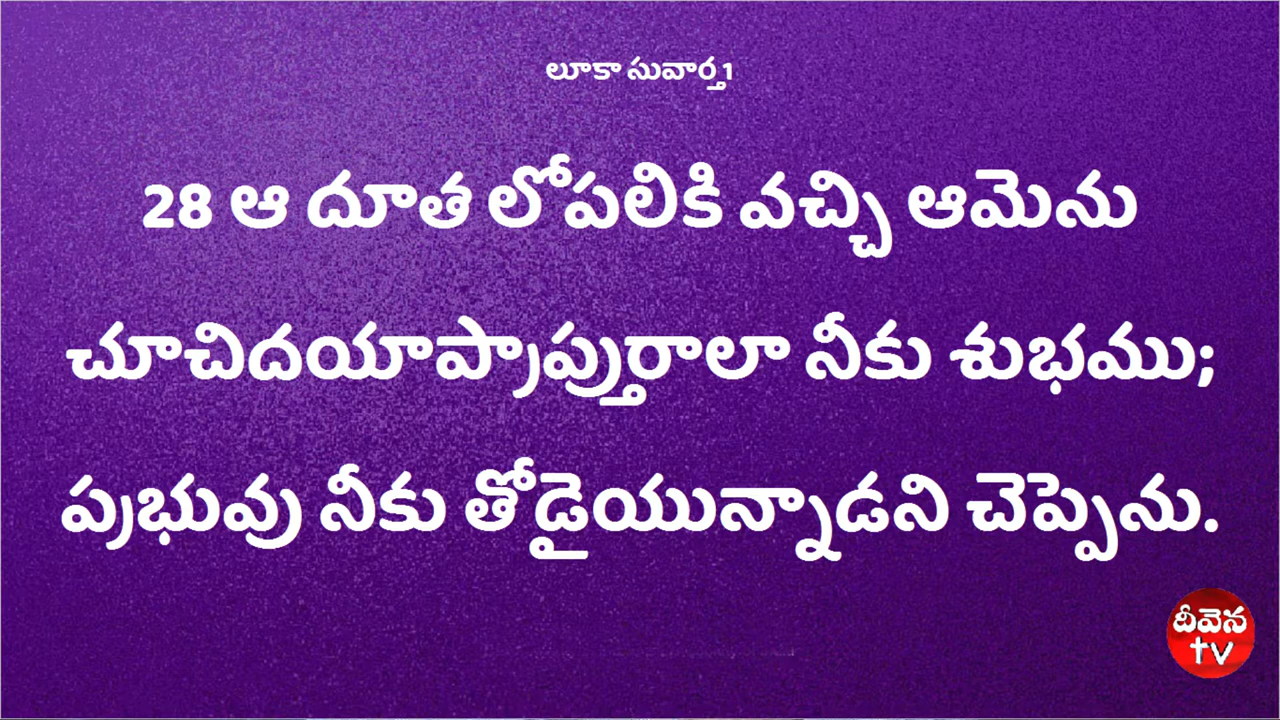 లూకా సువార్త 1
28 ఆ దూత లోపలికి వచ్చి ఆమెను
చూచిదయాప్రాప్తురాలా నీకు శుభము;
ప్రభువు నీకు తోడైయున్నాడని చెప్పెను.
దీవెన
tv